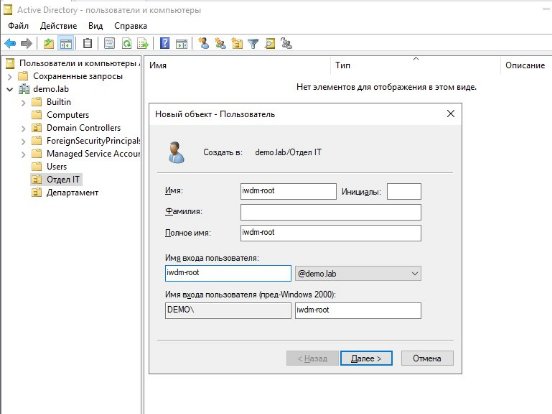 Active Directory - пользователи и компьютеры
Файл Действие Вид Справка
Пользователи и компьютеры
Сохраненные запросы
demo.lab
Builtin
Computers
Domain Controllers
ForeignSecurityPrincipals
Managed Service Accou
Users
Отдел IT
Департамент
Имя Тип Описание
Нет элементов для отображения в этом виде.
Новый объект - Пользователь
Создать в: demo.lab/Отдел IT
Имя: iwdm-root Инициалы:
Фамилия:
Полное имя: iwdm-root
Имя входа пользователя:
iwdm-root @demo.lab
Имя входа пользователя (пред-Windows 2000):
DEMO\ iwdm-root
< Назад Далее > Отмена